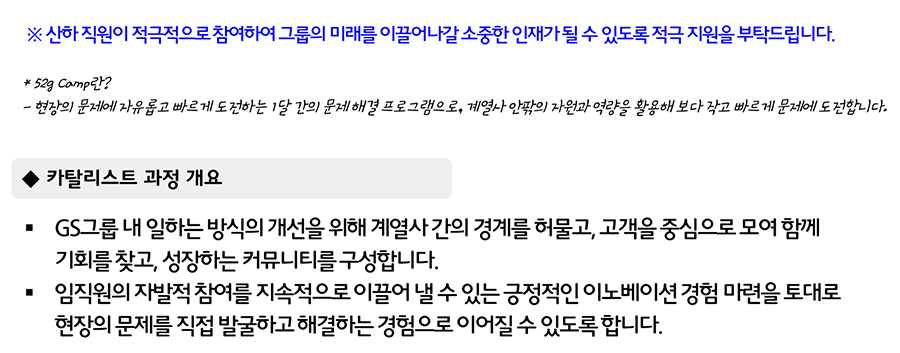 ※ 산하 직원이 적극적으로 참여하여 그룹의 미래를 이끌어나갈 소중한 인재가 될 수 있도록 적극 지원을 부탁드립니다.
* 52g Camp란?
- 현장의 문제에 자유롭고 빠르게 도전하는 1달 간의 문제 해결 프로그램으로, 계열사 안팎의 자원과 역량을 활용해 보다 작고 빠르게 문제에 도전합니다.
◆ 카탈리스트 과정 개요
▪ GS그룹 내 일하는 방식의 개선을 위해 계열사 간의 경계를 허물고, 고객을 중심으로 모여 함께
기회를 찾고, 성장하는 커뮤니티를 구성합니다.
▪ 임직원의 자발적 참여를 지속적으로 이끌어 낼 수 있는 긍정적인 이노베이션 경험 마련을 토대로
현장의 문제를 직접 발굴하고 해결하는 경험으로 이어질 수 있도록 합니다.